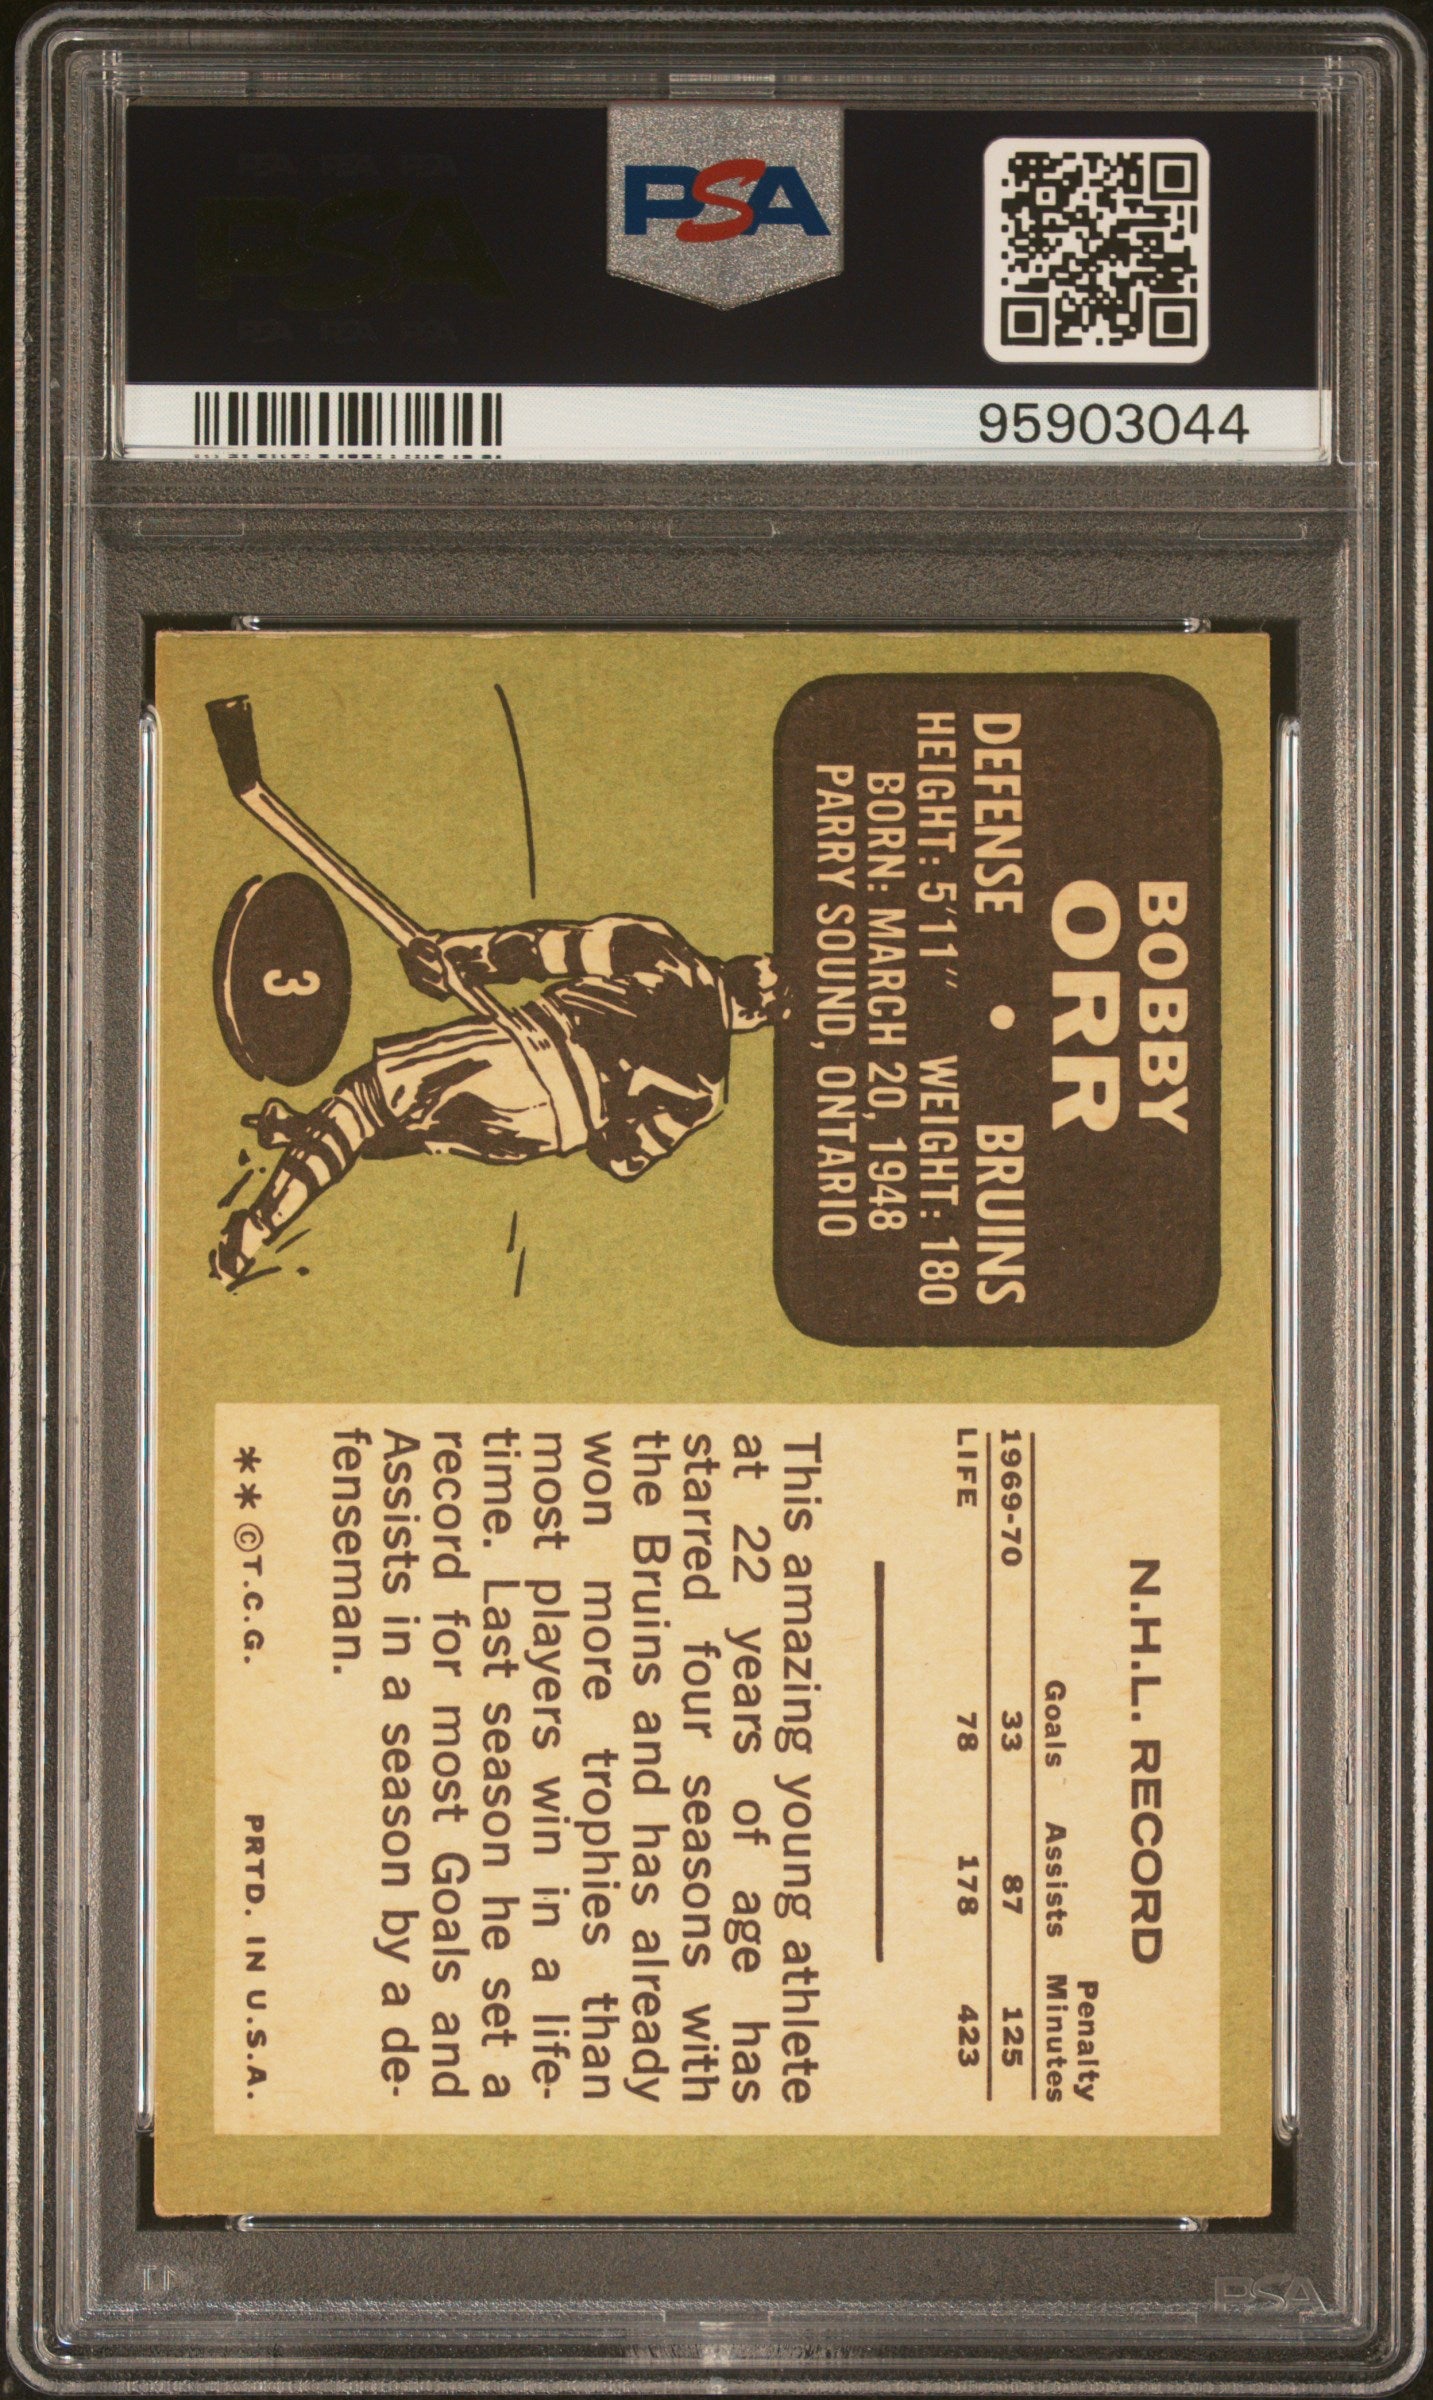 PSA
95903044
BOBBY
ORR
DEFENSE • BRUINS
HEIGHT: 5'11" WEIGHT: 180
BORN: MARCH 20, 1948
PARRY SOUND, ONTARIO
3
N.H.L. RECORD
Goals Assists Penalty Minutes
1969-70 33 87 125
LIFE 78 178 423
This amazing young athlete
at 22 years of age has
starred four seasons with
the Bruins and has already
won more trophies than
most players win in a life-
time. Last season he set a
record for most Goals and
Assists in a season by a de-
fenseman.
** ©T.C.G. PRTD. IN U.S.A.
PSA